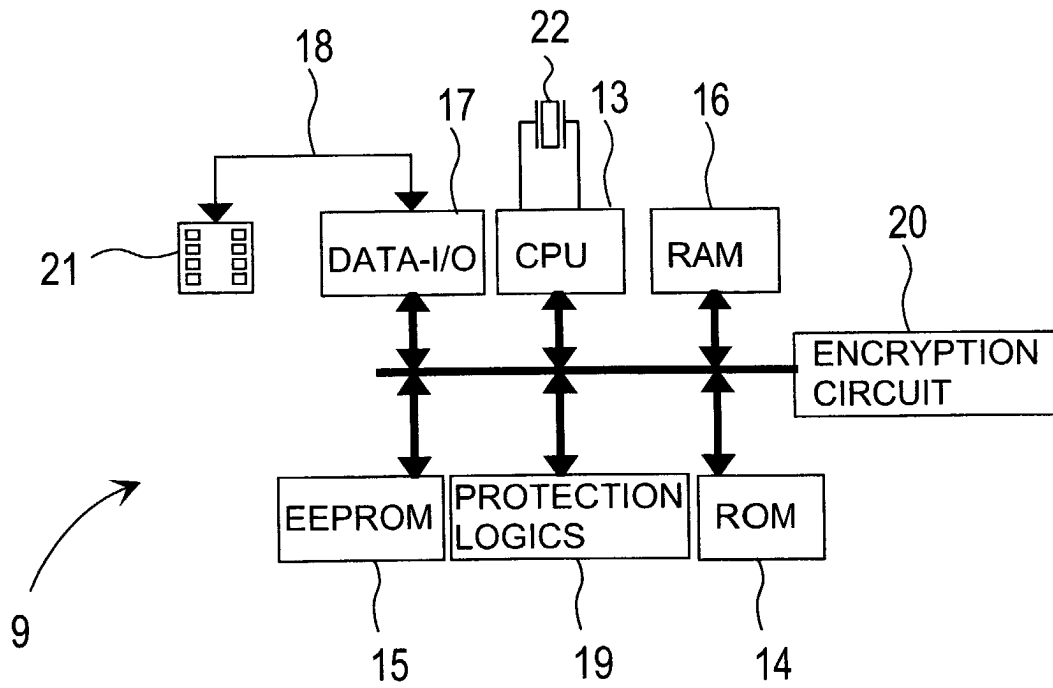 22
18
17
13
16
20
21
DATA-I/O
CPU
RAM
ENCRYPTION
CIRCUIT
EEPROM
PROTECTION
LOGICS
ROM
9
15
19
14